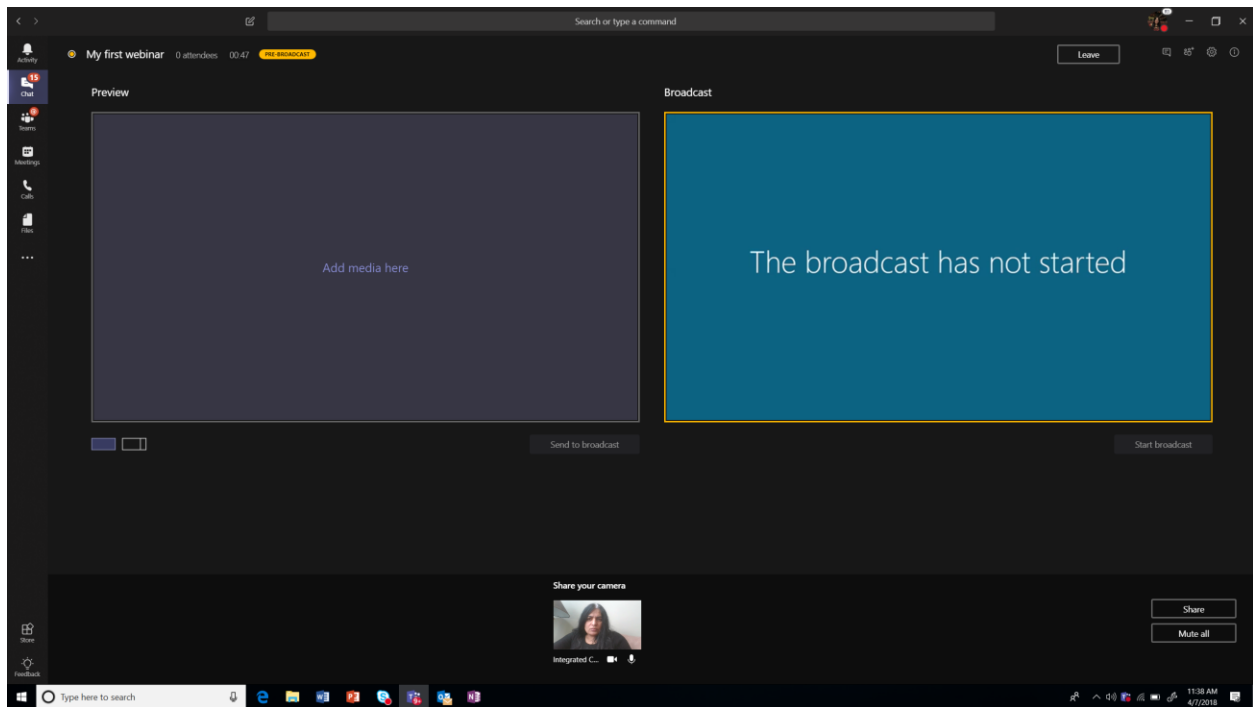 Search or type a command
Activity
My first webinar 0 attendees 00:47 PRE-BROADCAST
Leave
15
Chat
Teams
Meetings
Calls
Files
Preview
Broadcast
Add media here
The broadcast has not started
Send to broadcast
Start broadcast
Share your camera
Integrated C...
Share
Mute all
Store
Feedback
Type here to search
11:38 AM
4/7/2018